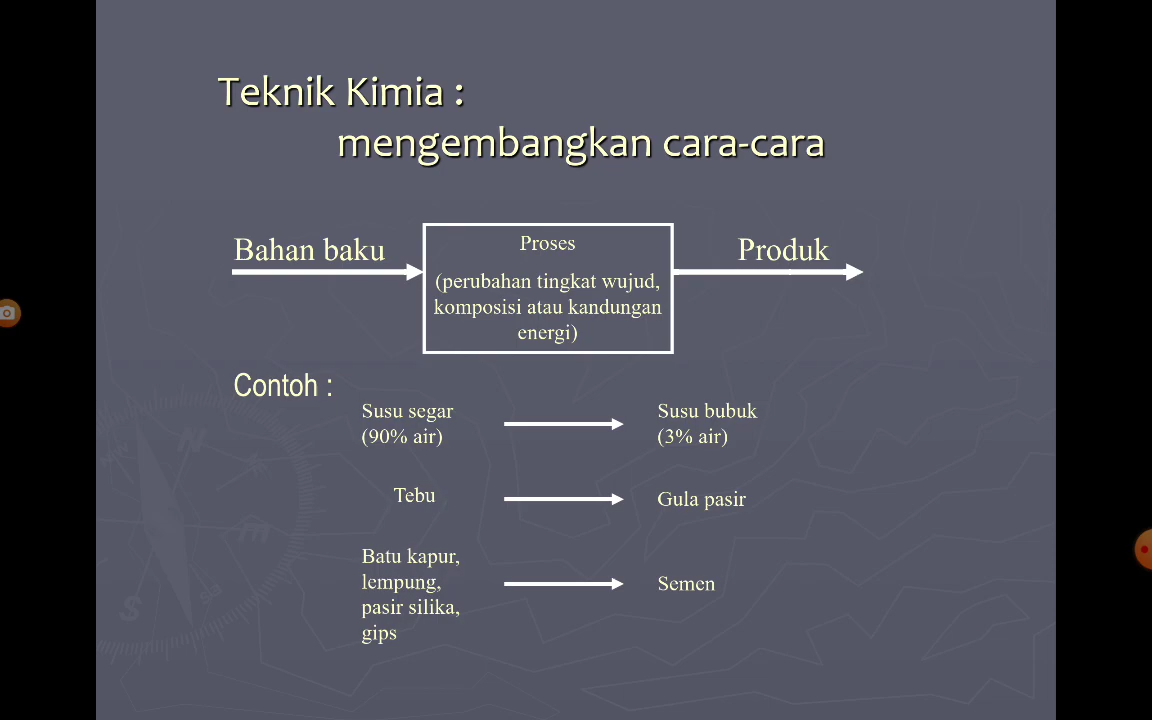 Teknik Kimia :
mengembangkan cara-cara
Bahan baku
Proses
(perubahan tingkat wujud,
komposisi atau kandungan
energi)
Produk
Contoh :
Susu segar
(90% air)
Susu bubuk
(3% air)
Tebu
Gula pasir
Batu kapur,
lempung,
pasir silika,
gips
Semen